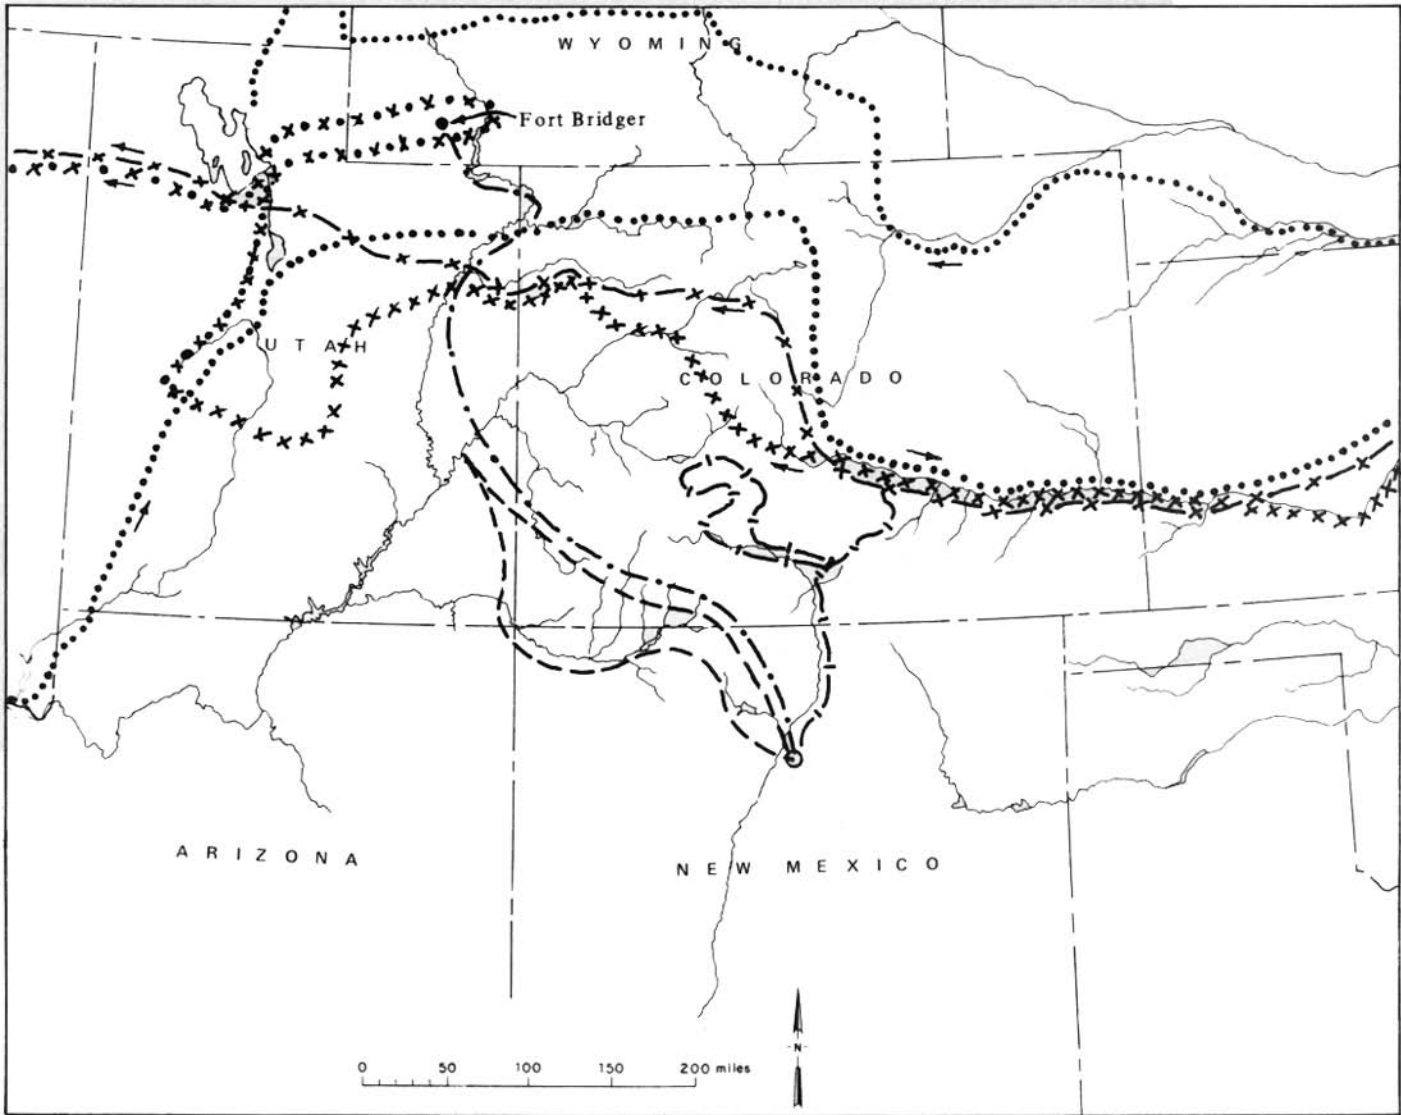 WYOMING
Fort Bridger
UTAH
COLORADO
ARIZONA
NEW MEXICO
N
0 50 100 150 200 miles